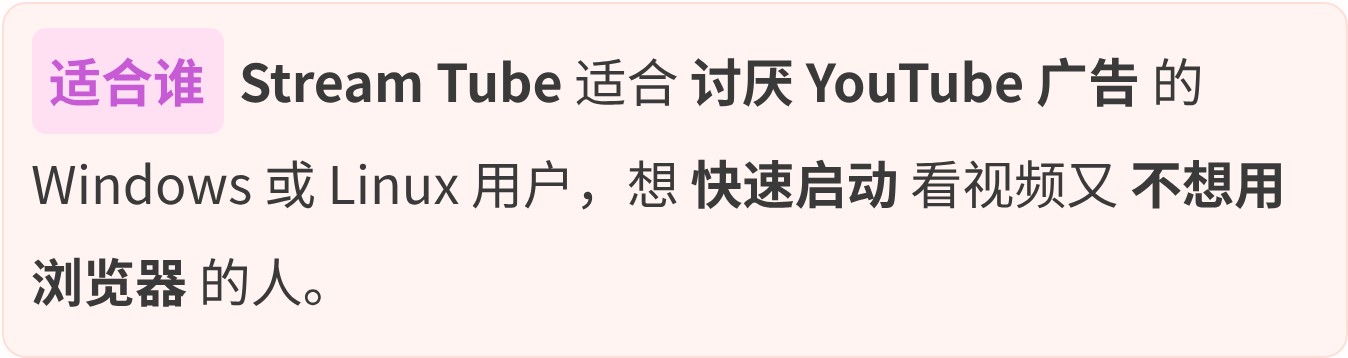 适合谁 Stream Tube 适合 讨厌 YouTube 广告 的
Windows 或 Linux 用户，想 快速启动 看视频又 不想用
浏览器 的人。